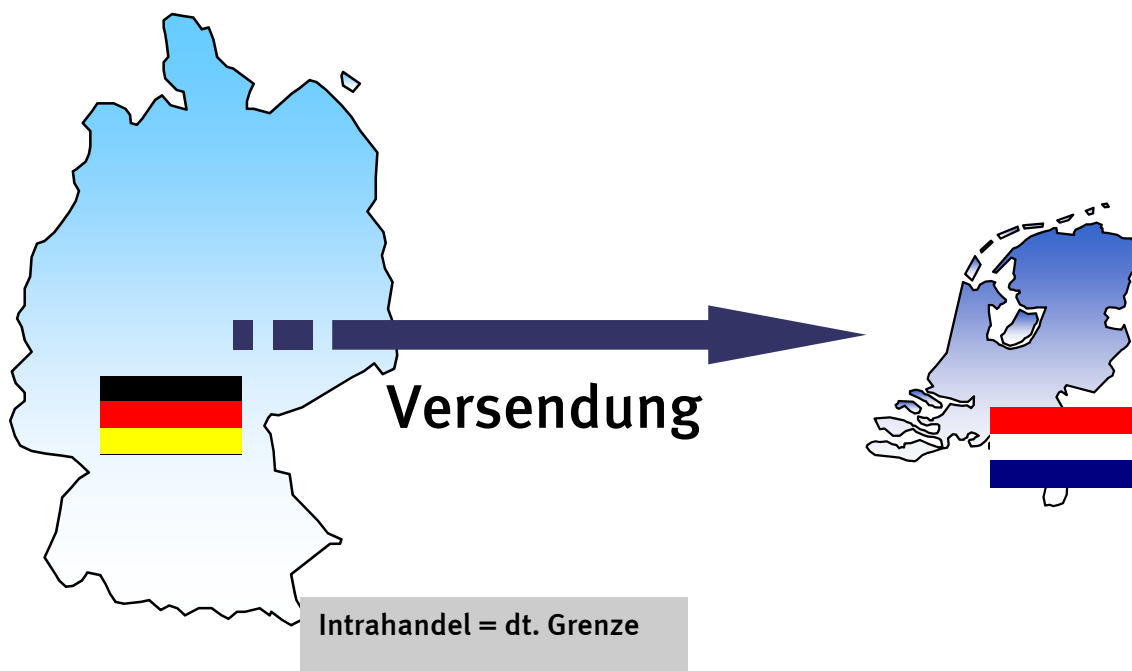 Versendung
Intrahandel = dt. Grenze